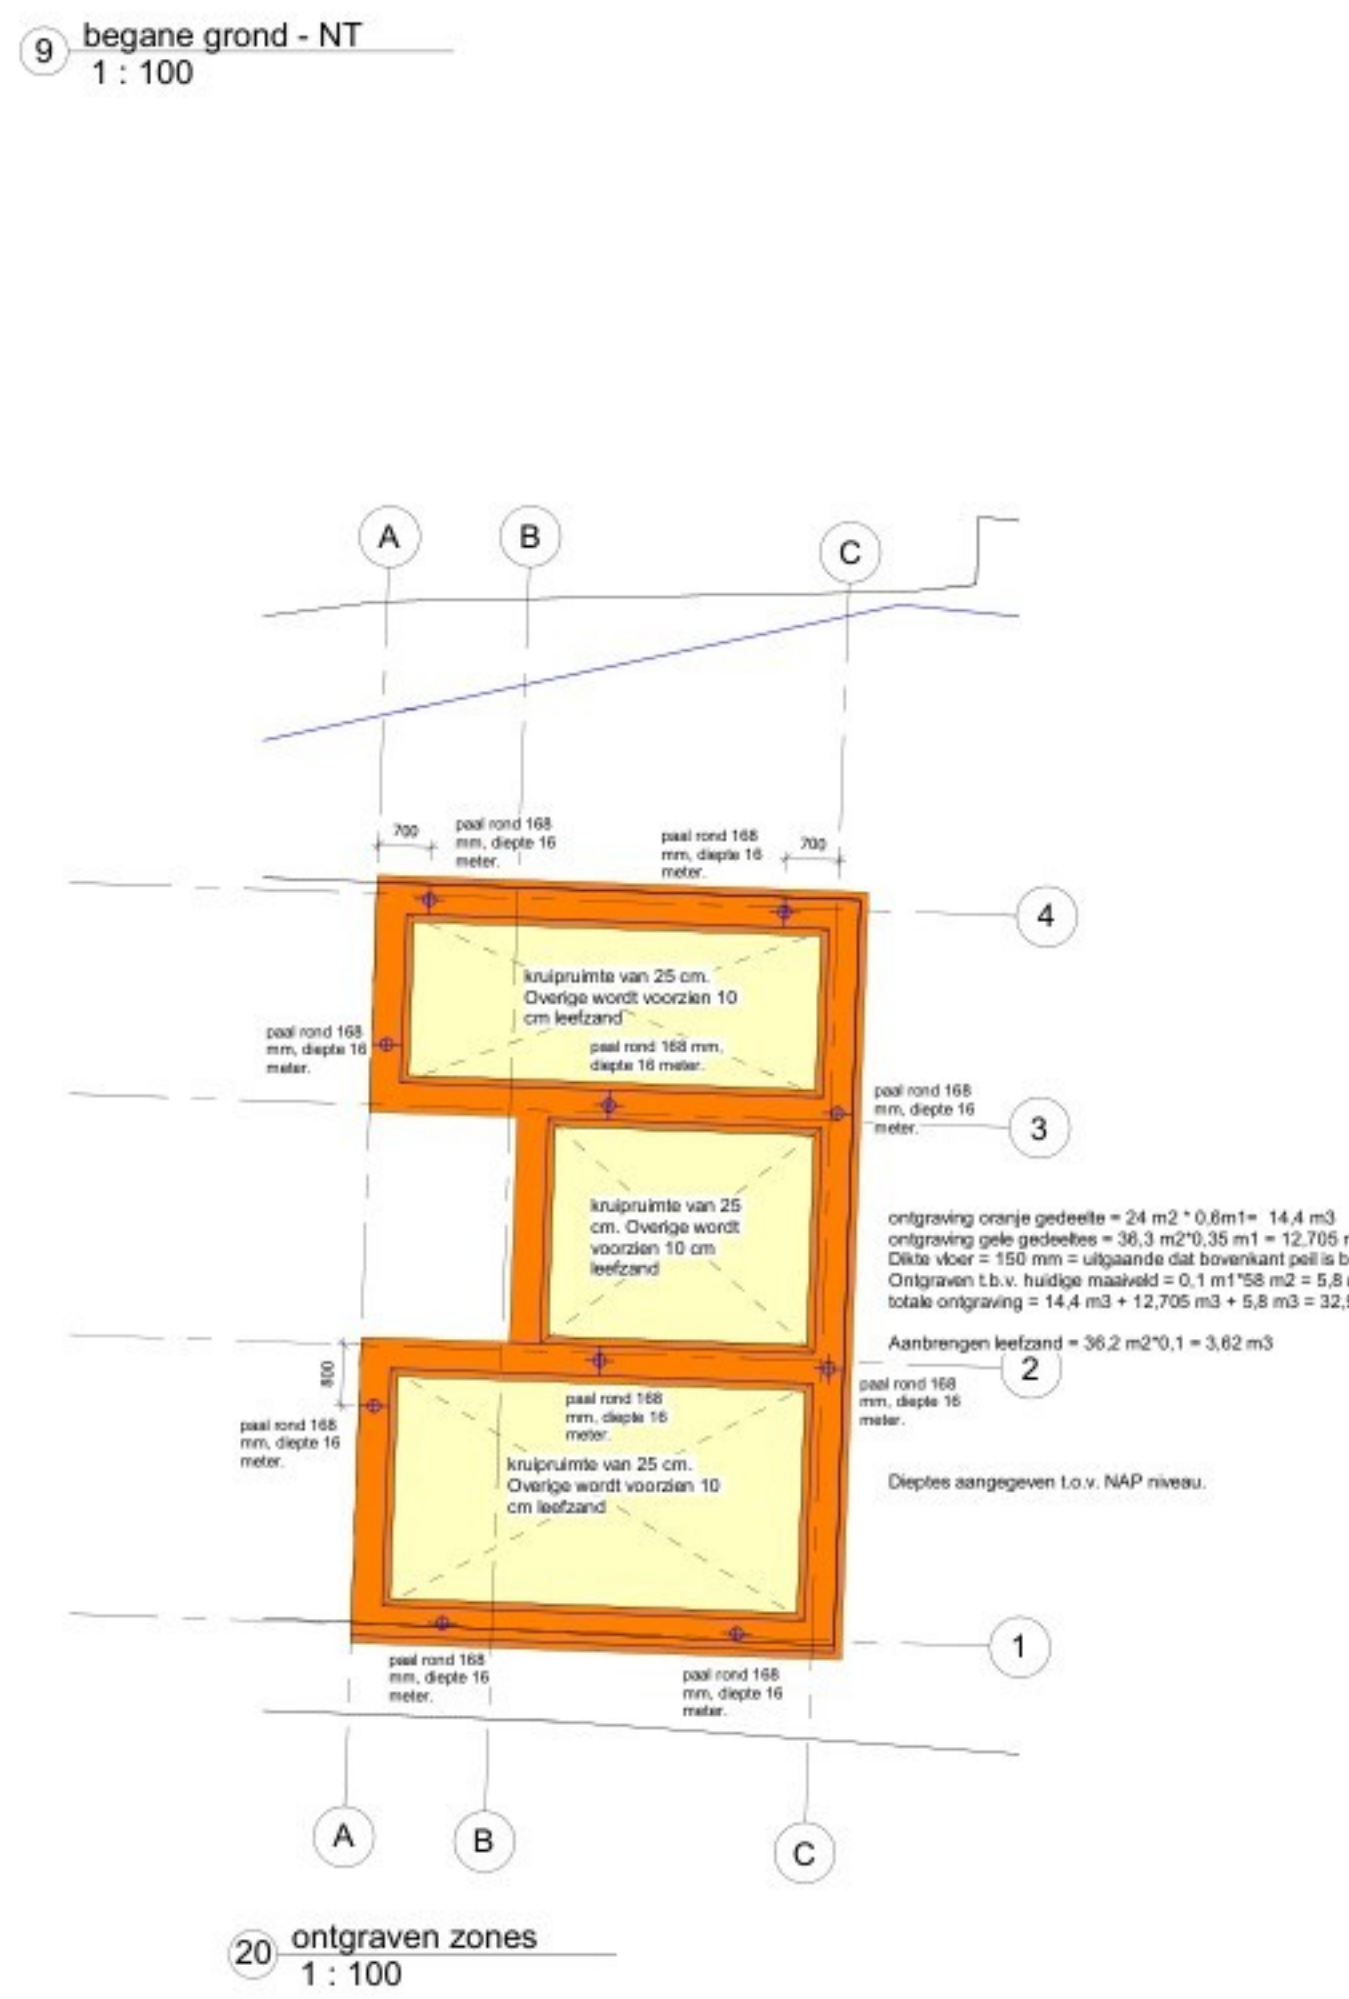 9
begane grond - NT
1 : 100
A
B
C
700
paal rond 168
mm, diepte 16
meter.
paal rond 168
mm, diepte 16
meter.
700
4
kruipruimte van 25 cm.
Overige wordt voorzien 10
cm leefzand
paal rond 168
mm, diepte 16
meter.
paal rond 168 mm,
diepte 16 meter.
paal rond 168
mm, diepte 16
meter.
3
kruipruimte van 25
cm. Overige wordt
voorzien 10 cm
leefzand
ontgraving oranje gedeelte = 24 m2 * 0,6m1= 14,4 m3
ontgraving gele gedeeltes = 36,3 m2*0,35 m1 = 12,705
Dikte vloer = 150 mm = uitgaande dat bovenkant peil is
Ontgraven t.b.v. huidige maaiveld = 0,1 m1*58 m2 = 5,8
totale ontgraving = 14,4 m3 + 12,705 m3 + 5,8 m3 =
Aanbrengen leefzand = 36,2 m2*0,1 = 3,62 m3
2
800
paal rond 168
mm, diepte 16
meter.
paal rond 168
mm, diepte 16
meter.
paal rond 168
mm, diepte 16
meter.
kruipruimte van 25 cm.
Overige wordt voorzien 10
cm leefzand
Dieptes aangegeven t.o.v. NAP niveau.
1
paal rond 168
mm, diepte 16
meter.
paal rond 168
mm, diepte 16
meter.
A
B
C
20
ontgraven zones
1 : 100